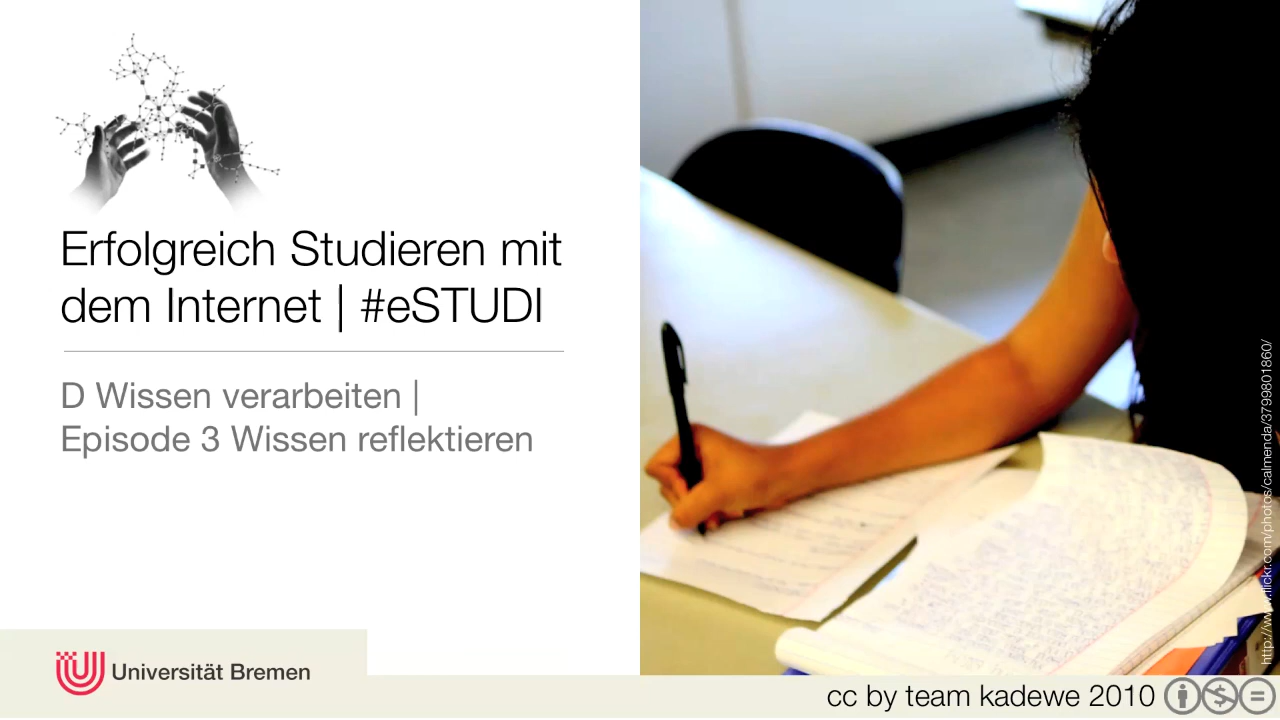 Erfolgreich Studieren mit
dem Internet | #eSTUDI
D Wissen verarbeiten |
Episode 3 Wissen reflektieren
Universität Bremen
http://www.flickr.com/photos/calmenda/3799801860/
cc by team kadewe 2010